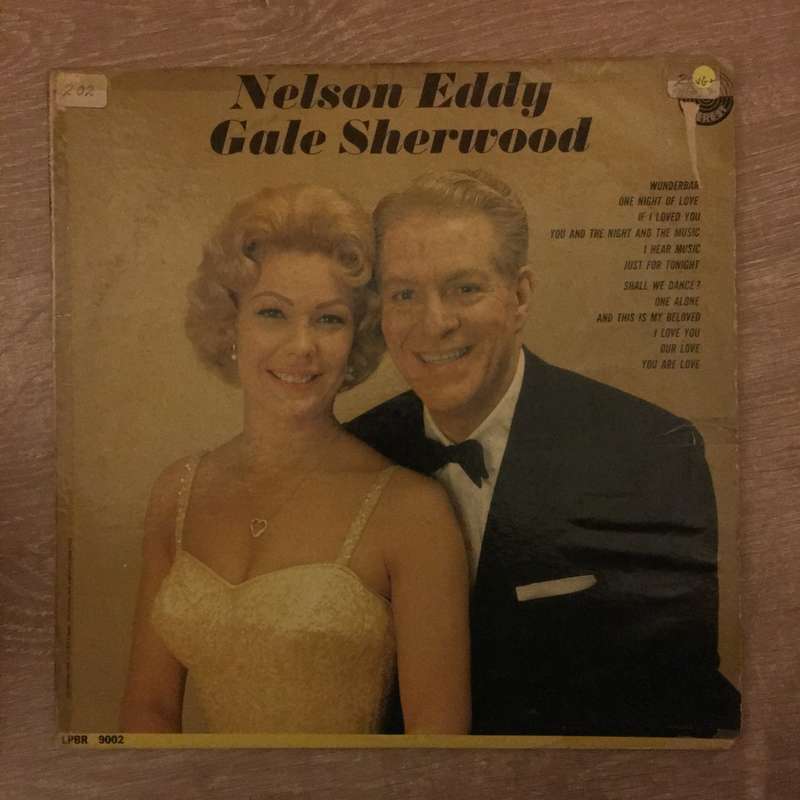 202
Nelson Eddy
Gale Sherwood
WUNDERBAR
ONE NIGHT OF LOVE
IF I LOVED YOU
YOU AND THE NIGHT AND THE MUSIC
I HEAR MUSIC
JUST FOR TONIGHT
SHALL WE DANCE?
ONE ALONE
AND THIS IS MY BELOVED
I LOVE YOU
OUR LOVE
YOU ARE LOVE
LPBR 9002